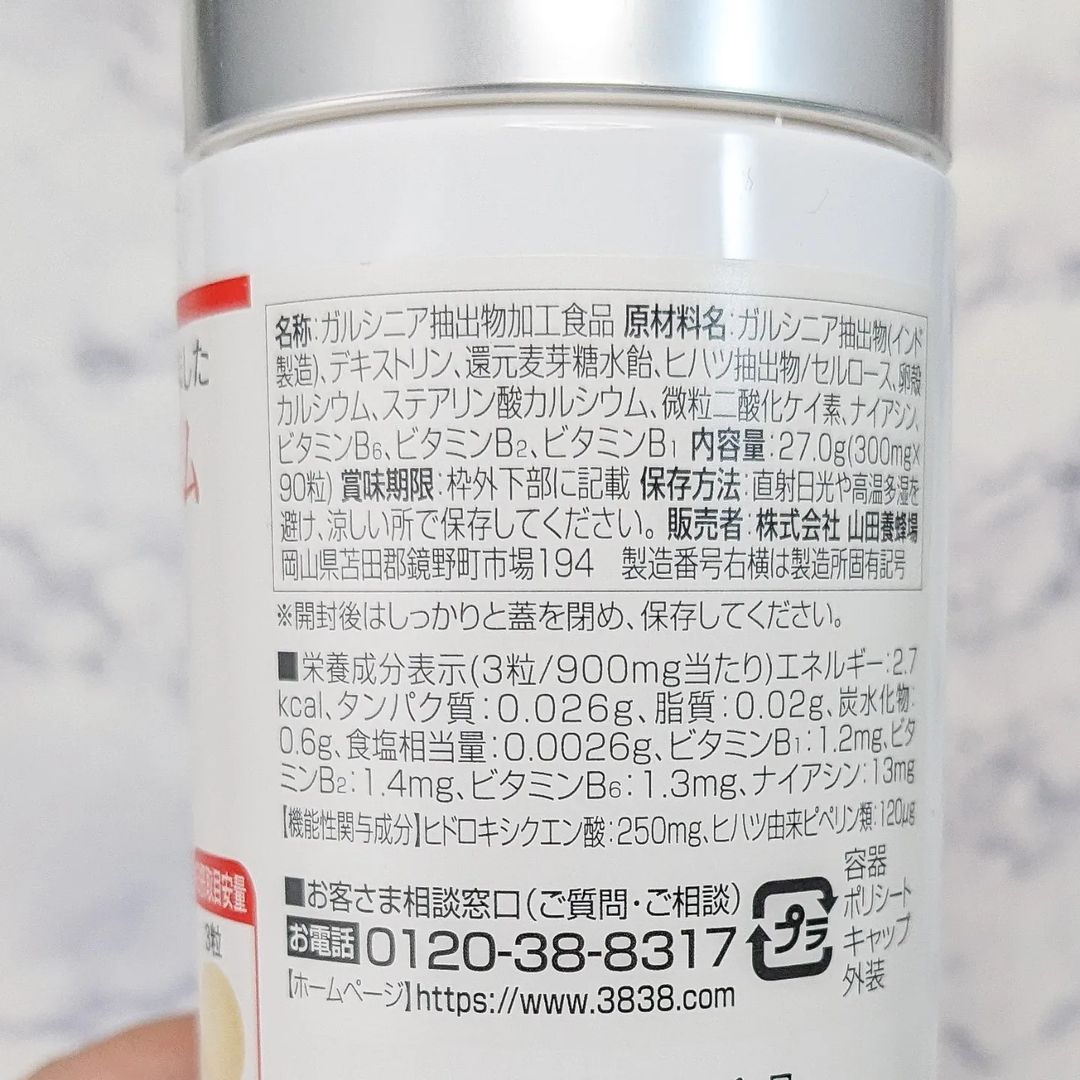 した
ム
名称:ガルシニア抽出物加工食品 原材料名:ガルシニア抽出物(インド
製造)、デキストリン、還元麦芽糖水飴、ヒハツ抽出物/セルロース、卵殻
カルシウム、ステアリン酸カルシウム、微粒二酸化ケイ素、ナイアシン、
ビタミンB6、ビタミンB2、ビタミンB1 内容量:27.0g(300mg×
90粒) 賞味期限:枠外下部に記載 保存方法:直射日光や高温多湿を
避け、涼しい所で保存してください。 販売者:株式会社 山田養蜂場
岡山県苫田郡鏡野町市場194 製造番号右横は製造所固有記号
※開封後はしっかりと蓋を閉め、保存してください。
■栄養成分表示(3粒/900mg当たり)エネルギー:2.7
kcal、タンパク質:0.026g、脂質:0.02g、炭水化物:
0.6g、食塩相当量:0.0026g、ビタミンB1:1.2mg、ビタ
ミンB2:1.4mg、ビタミンB6:1.3mg、ナイアシン:13mg
【機能性関与成分】ヒドロキシクエン酸:250mg、ヒハツ由来ピペリン類:120μg
取目安量
3粒
■お客さま相談窓口(ご質問・ご相談)
お電話 0120-38-8317
【ホームページ】https://www.3838.com
プラ
容器
ポリシート
キャップ
外装